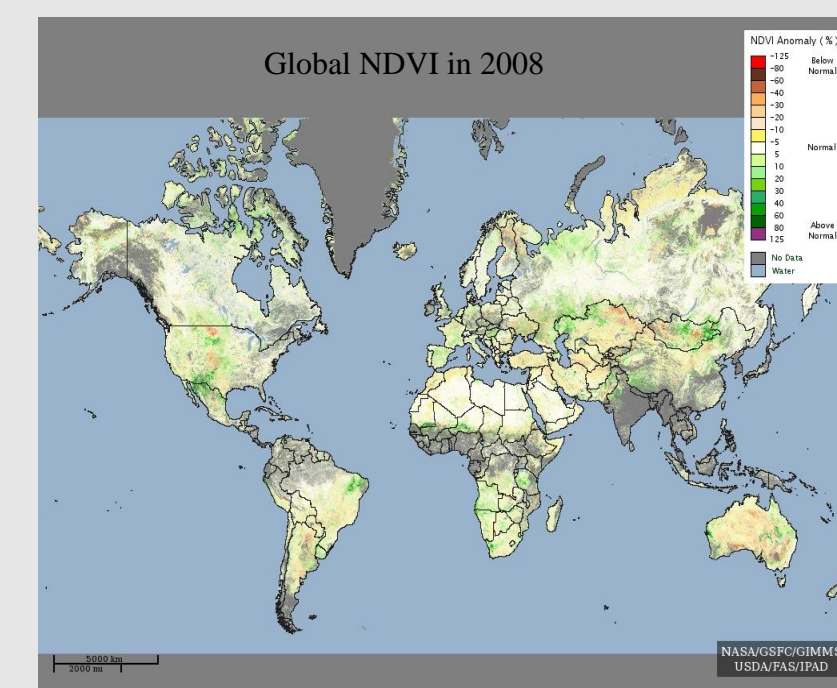 Global NDVI in 2008
NDVI Anomaly ( % )
-125
-80
-60
-40
-30
-20
-10
-5
5
10
20
30
40
60
80
125
Below
Normal
Normal
Above
Normal
No Data
Water
5000 km
2000 mi
NASA/GSFC/GIMMS
USDA/FAS/IPAD